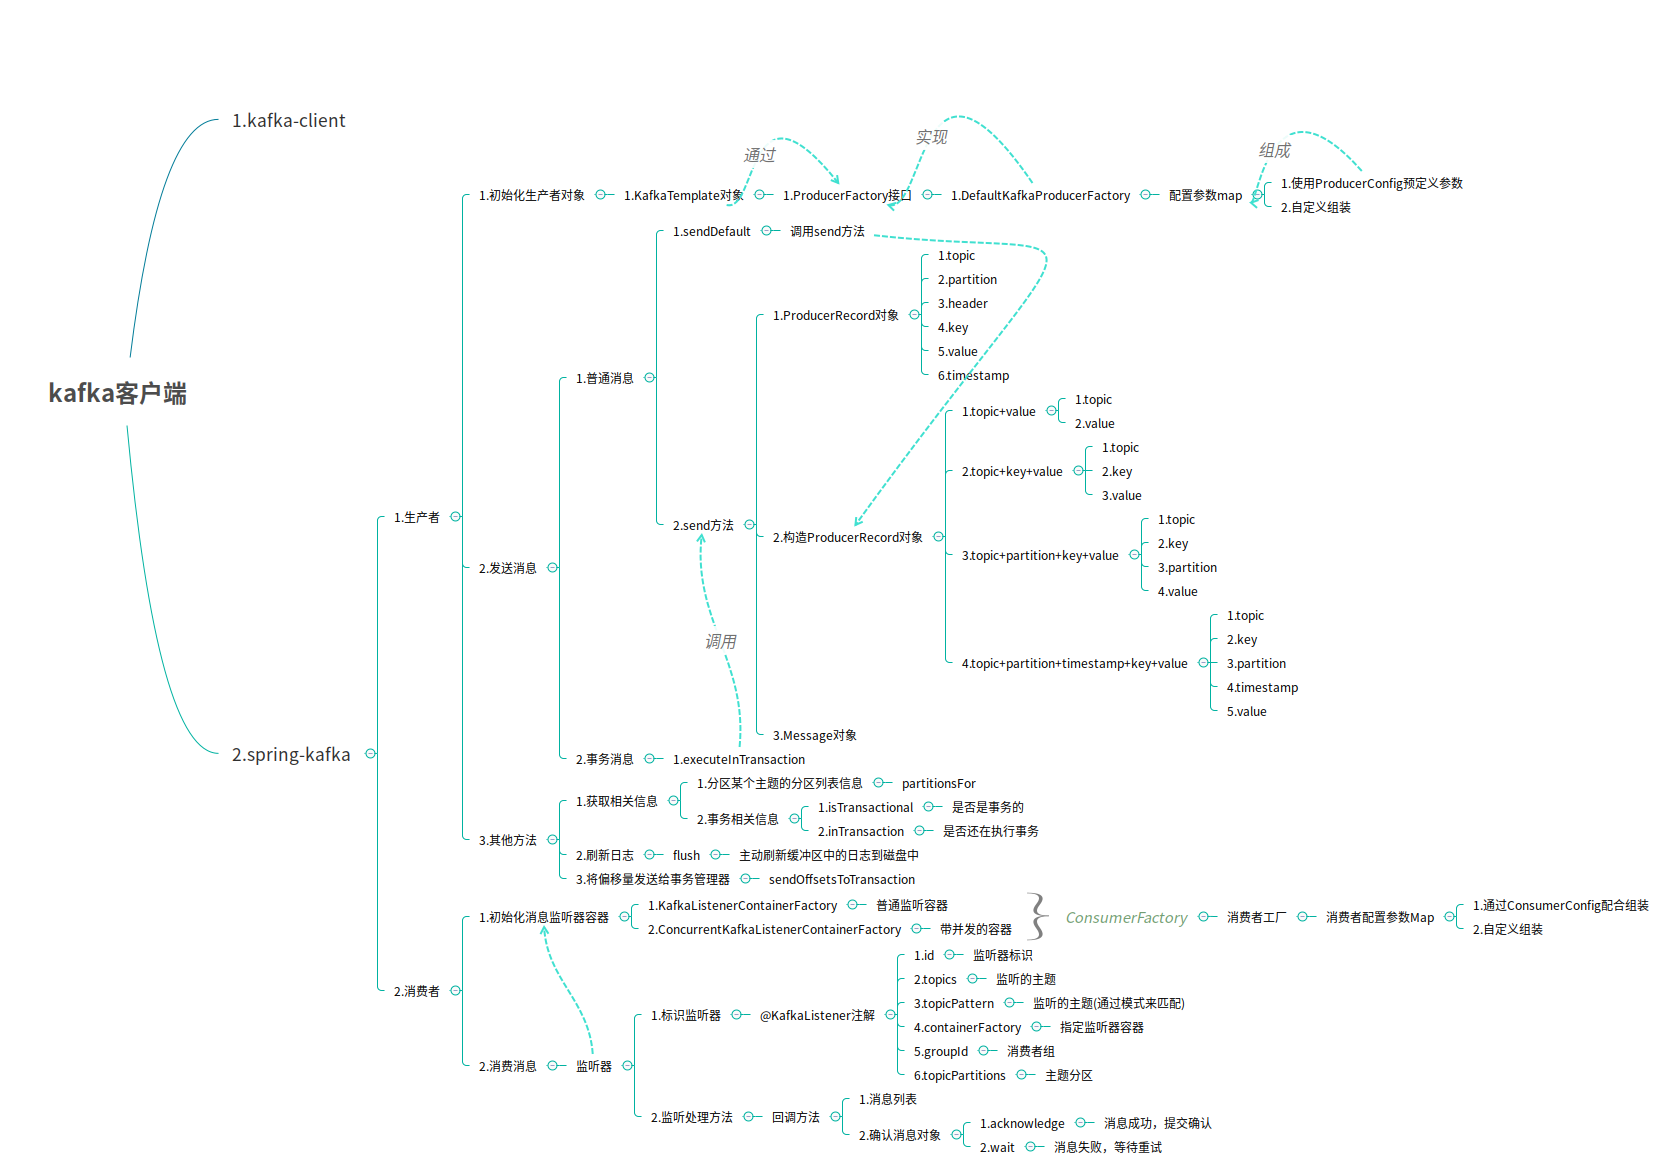 kafka客户端
1.kafka-client
2.spring-kafka
1.生产者
1.初始化生产者对象
1.KafkaTemplate对象
通过
1.ProducerFactory接口
实现
1.DefaultKafkaProducerFactory
配置参数map
组成
1.使用ProducerConfig预定义参数
2.自定义组装
2.发送消息
1.普通消息
1.sendDefault
调用send方法
2.send方法
1.ProducerRecord对象
1.topic
2.partition
3.header
4.key
5.value
6.timestamp
2.构造ProducerRecord对象
1.topic+value
1.topic
2.value
2.topic+key+value
1.topic
2.key
3.value
3.topic+partition+key+value
1.topic
2.key
3.partition
4.value
4.topic+partition+timestamp+key+value
1.topic
2.key
3.partition
4.timestamp
5.value
3.Message对象
调用
2.事务消息
1.executeInTransaction
3.其他方法
1.获取相关信息
1.分区某个主题的分区列表信息
partitionsFor
2.事务相关信息
1.isTransactional
是否是事务的
2.inTransaction
是否还在执行事务
2.刷新日志
flush
主动刷新缓冲区中的日志到磁盘中
3.将偏移量发送给事务管理器
sendOffsetsToTransaction
2.消费者
1.初始化消息监听器容器
1.KafkaListenerContainerFactory
普通监听容器
2.ConcurrentKafkaListenerContainerFactory
带并发的容器
ConsumerFactory
消费者工厂
消费者配置参数Map
1.通过ConsumerConfig配合组装
2.自定义组装
2.消费消息
监听器
1.标识监听器
@KafkaListener注解
1.id
监听器标识
2.topics
监听的主题
3.topicPattern
监听的主题(通过模式来匹配)
4.containerFactory
指定监听器容器
5.groupId
消费者组
6.topicPartitions
主题分区
2.监听处理方法
回调方法
1.消息列表
2.确认消息对象
1.acknowledge
消息成功，提交确认
2.wait
消息失败，等待重试